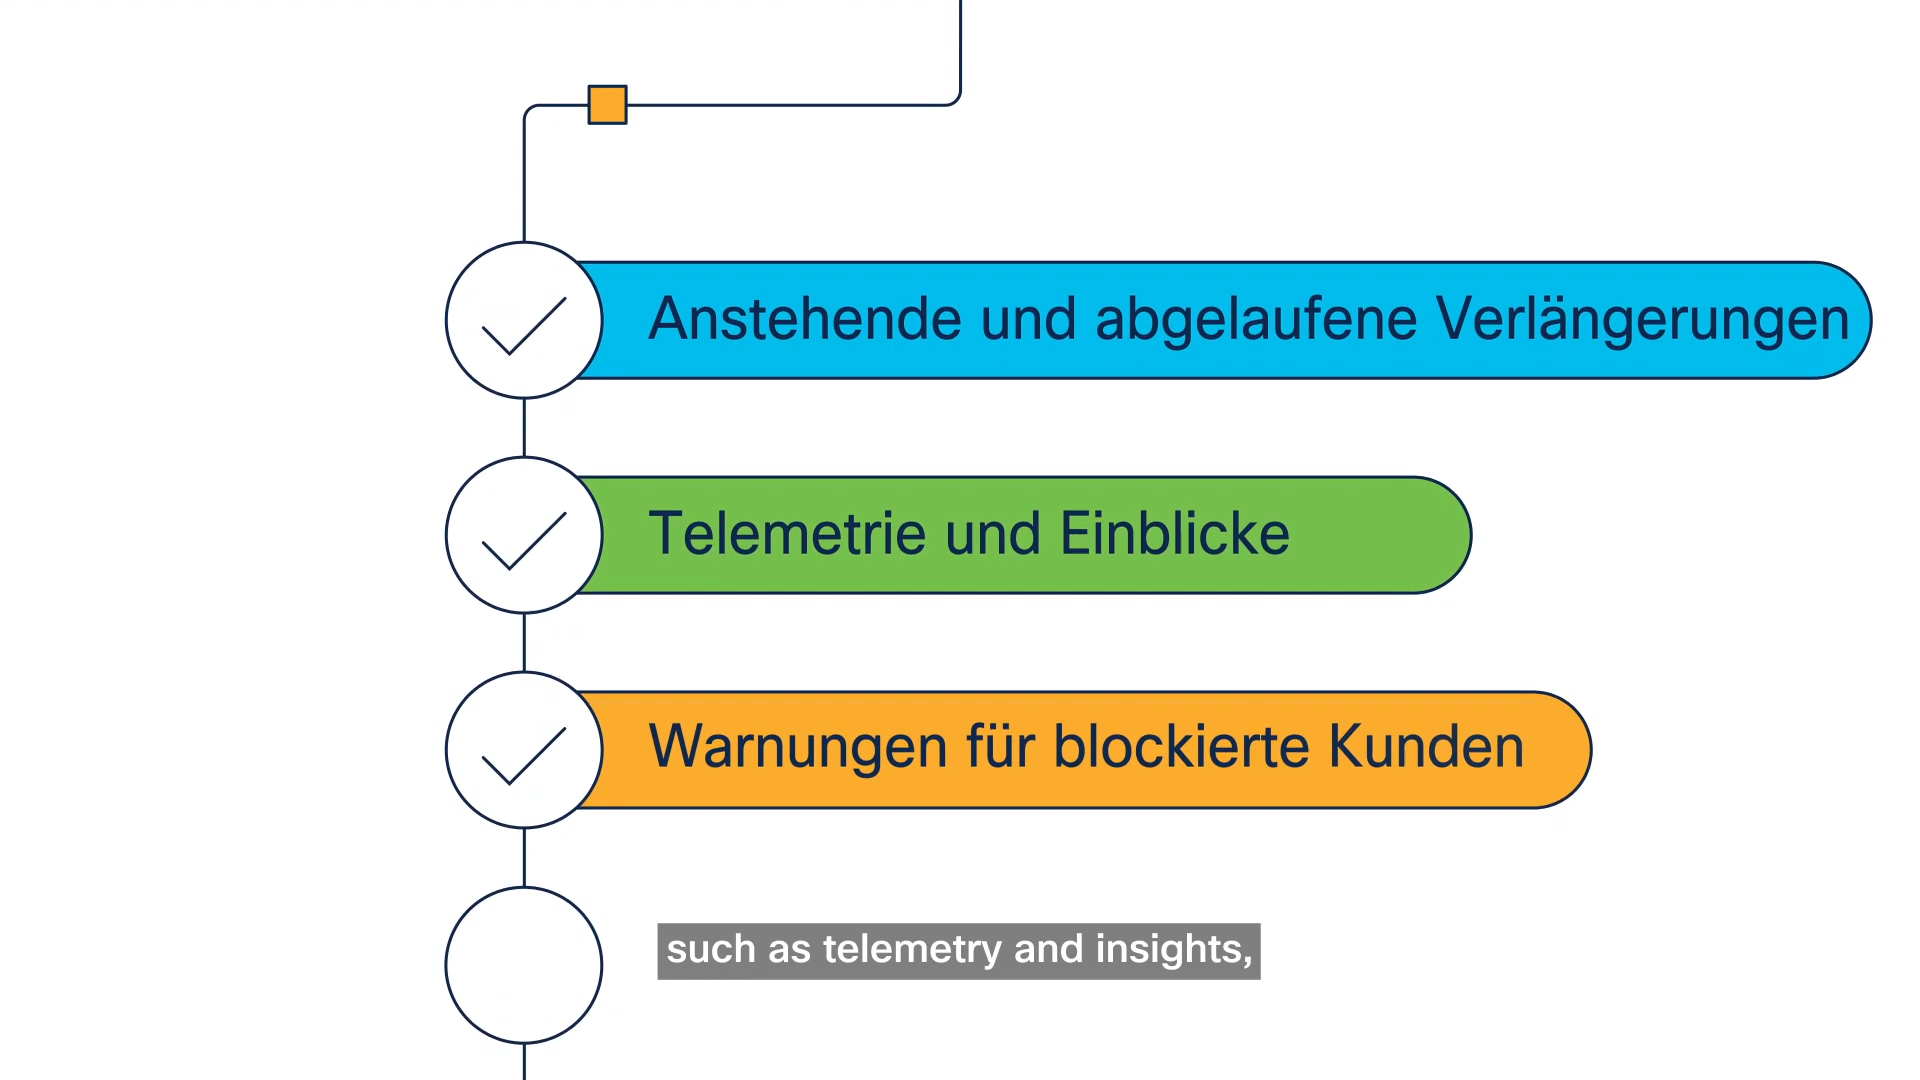 Anstehende und abgelaufene Verlängerungen
Telemetrie und Einblicke
Warnungen für blockierte Kunden
such as telemetry and insights,